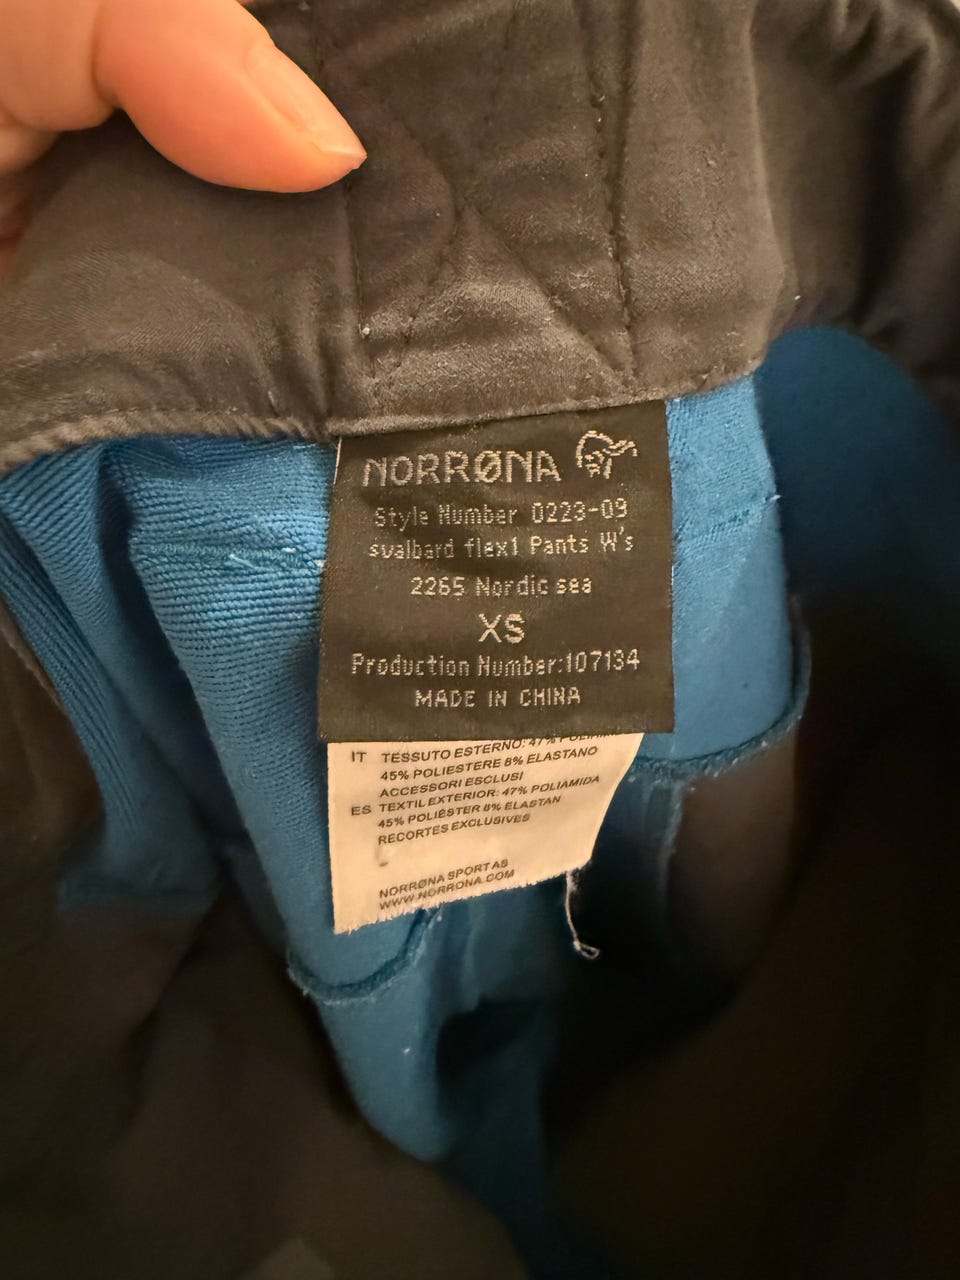 NORRØNA
Style Number 0223-09
svalbard flex1 Pants W's
2265 Nordic sea
XS
Production Number:107134
MADE IN CHINA
IT TESSUTO ESTERNO: 47% POLIAMIDE
45% POLIESTERE 8% ELASTANO
ACCESSORI ESCLUSI
ES TEXTIL EXTERIOR: 47% POLIAMIDA
45% POLIÉSTER 8% ELASTAN
RECORTES EXCLUSIVES
NORRØNA SPORT AS
WWW.NORRONA.COM